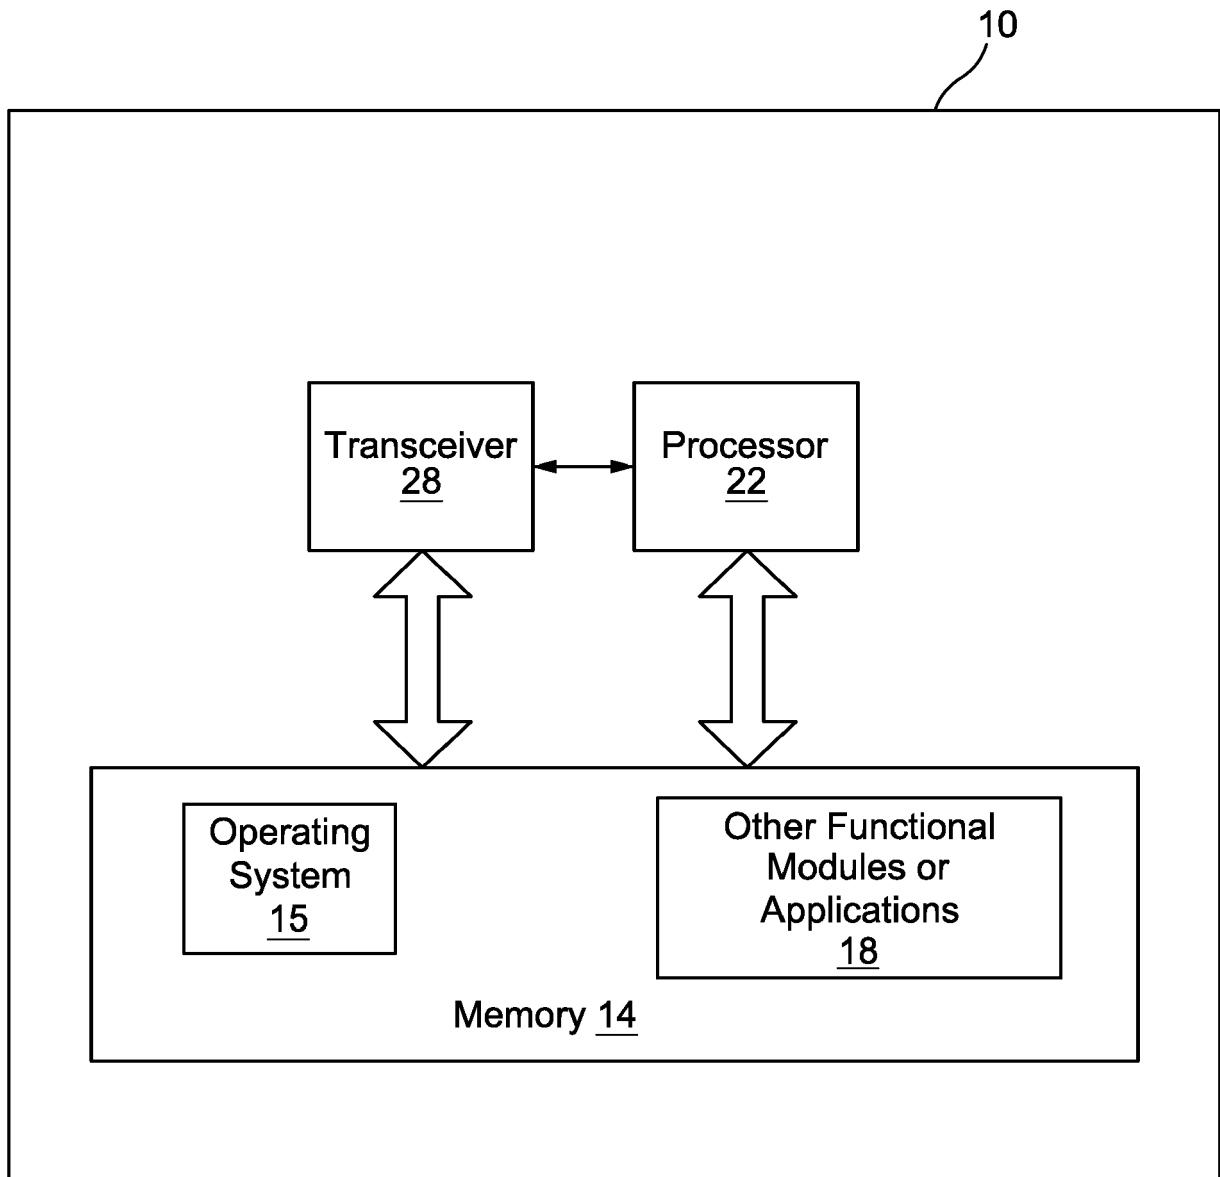 10
Transceiver
28
Processor
22
Operating
System
15
Other Functional
Modules or
Applications
18
Memory 14